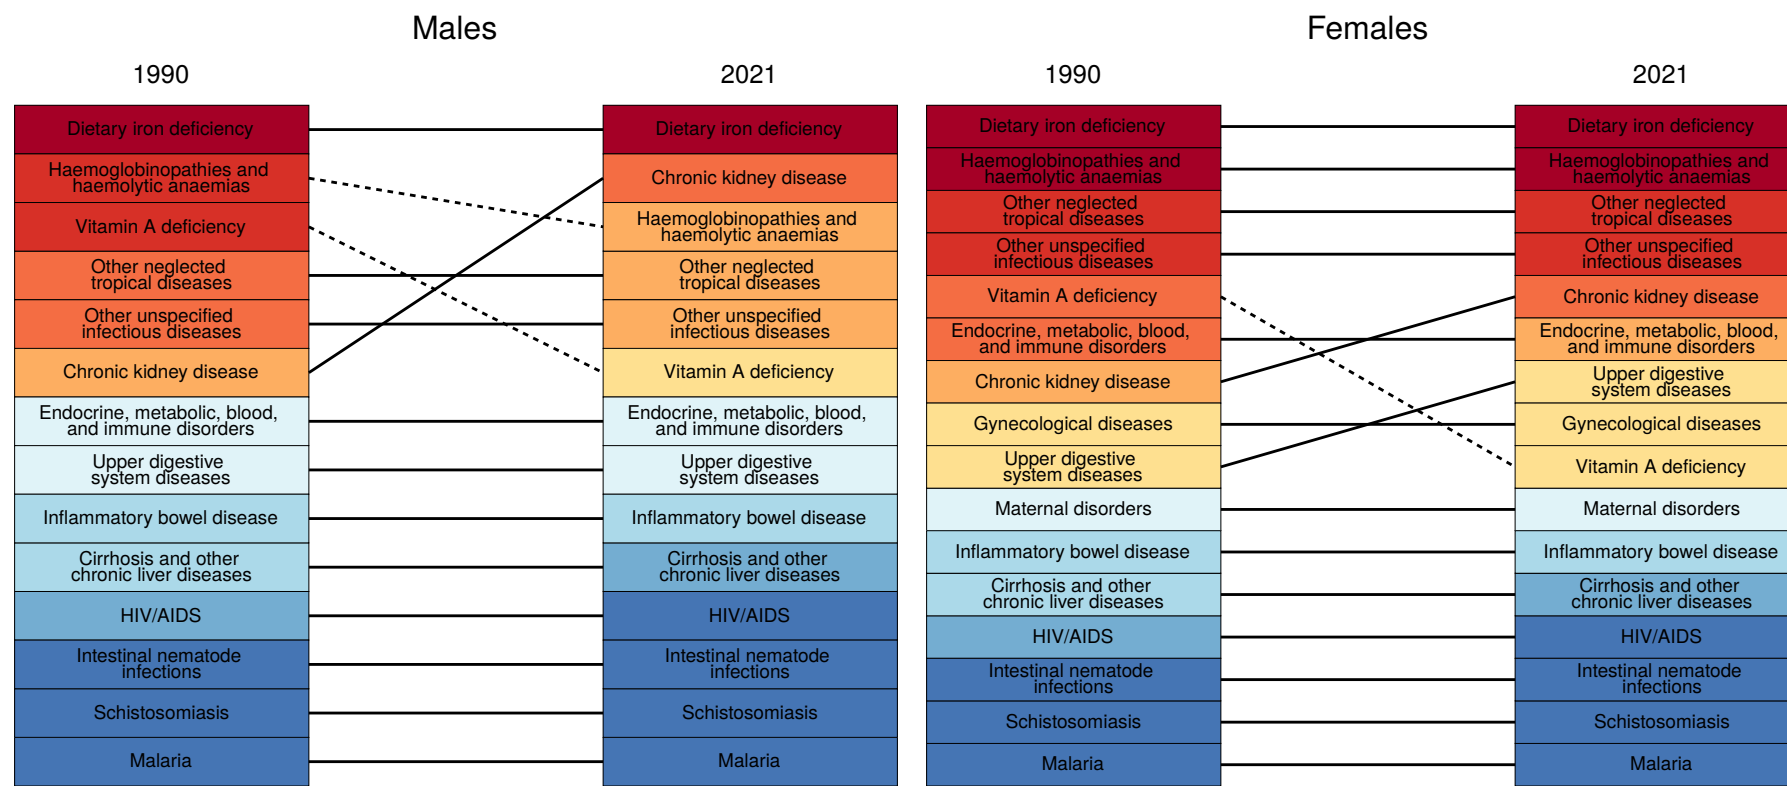 Males
1990
2021
Dietary iron deficiency
Haemoglobinopathies and
haemolytic anaemias
Vitamin A deficiency
Other neglected
tropical diseases
Other unspecified
infectious diseases
Chronic kidney disease
Endocrine, metabolic, blood,
and immune disorders
Upper digestive
system diseases
Inflammatory bowel disease
Cirrhosis and other
chronic liver diseases
HIV/AIDS
Intestinal nematode
infections
Schistosomiasis
Malaria
Dietary iron deficiency
Chronic kidney disease
Haemoglobinopathies and
haemolytic anaemias
Other neglected
tropical diseases
Other unspecified
infectious diseases
Vitamin A deficiency
Endocrine, metabolic, blood,
and immune disorders
Upper digestive
system diseases
Inflammatory bowel disease
Cirrhosis and other
chronic liver diseases
HIV/AIDS
Intestinal nematode
infections
Schistosomiasis
Malaria
Females
1990
2021
Dietary iron deficiency
Haemoglobinopathies and
haemolytic anaemias
Other neglected
tropical diseases
Other unspecified
infectious diseases
Vitamin A deficiency
Endocrine, metabolic, blood,
and immune disorders
Chronic kidney disease
Gynecological diseases
Upper digestive
system diseases
Maternal disorders
Inflammatory bowel disease
Cirrhosis and other
chronic liver diseases
HIV/AIDS
Intestinal nematode
infections
Schistosomiasis
Malaria
Dietary iron deficiency
Haemoglobinopathies and
haemolytic anaemias
Other neglected
tropical diseases
Other unspecified
infectious diseases
Chronic kidney disease
Endocrine, metabolic, blood,
and immune disorders
Upper digestive
system diseases
Gynecological diseases
Vitamin A deficiency
Maternal disorders
Inflammatory bowel disease
Cirrhosis and other
chronic liver diseases
HIV/AIDS
Intestinal nematode
infections
Schistosomiasis
Malaria